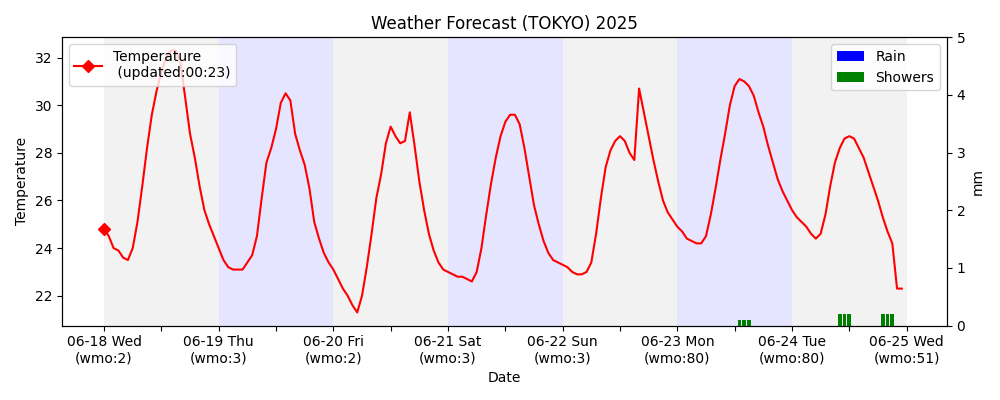 Weather Forecast (TOKYO) 2025
Temperature
(updated:00:23)
Rain
Showers
Temperature
32
30
28
26
24
22
5
4
3
2
1
0
mm
06-18 Wed
(wmo:2)
06-19 Thu
(wmo:3)
06-20 Fri
(wmo:2)
06-21 Sat
(wmo:3)
06-22 Sun
(wmo:3)
06-23 Mon
(wmo:80)
06-24 Tue
(wmo:80)
06-25 Wed
(wmo:51)
Date